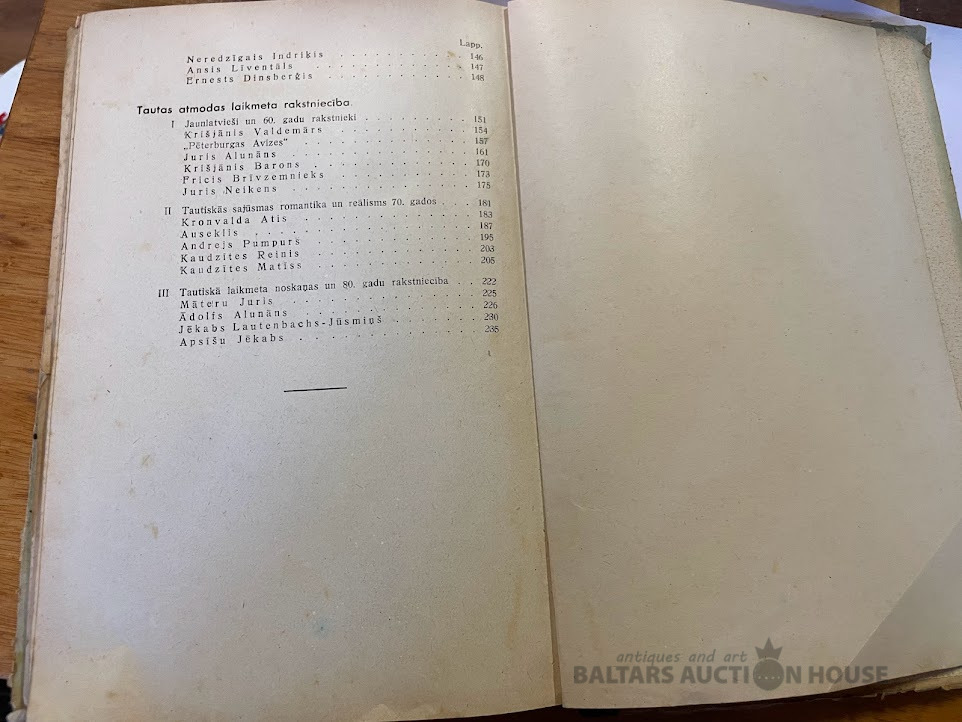 Lapp.
Neredzīgais Indriķis . . . . . . . . . . 146
Ansis Līventāls . . . . . . . . . . 147
Ernests Dinsberģis . . . . . . . . . . 148
Tautas atmodas laikmeta rakstniecība.
I Jaunlatvieši un 60. gadu rakstnieki . . . . . . . . 151
Krišjānis Valdemārs . . . . . . . . . . 154
„Pēterburgas Avīzes" . . . . . . . . . . 157
Juris Alunāns . . . . . . . . . . 161
Krišjānis Barons . . . . . . . . . . 170
Fricis Brīvzemnieks . . . . . . . . . . 173
Juris Neikens . . . . . . . . . . 175
II Tautiskās sajūsmas romantika un reālisms 70. gados . . . . 181
Kronvalda Atis . . . . . . . . . . 183
Auseklis . . . . . . . . . . 187
Andrejs Pumpurs . . . . . . . . . . 195
Kaudzītes Reinis . . . . . . . . . . 203
Kaudzītes Matīss . . . . . . . . . . 205
III Tautiskā laikmeta noskaņas un 80. gadu rakstniecība . . 222
Māteru Juris . . . . . . . . . . 225
Ādolfs Alunāns . . . . . . . . . . 226
Jēkabs Lautenbachs-Jūsmiņš . . . . . . . 230
Apsīšu Jēkabs . . . . . . . . . . 235
antiques and art
BALTARS AUCTION HOUSE